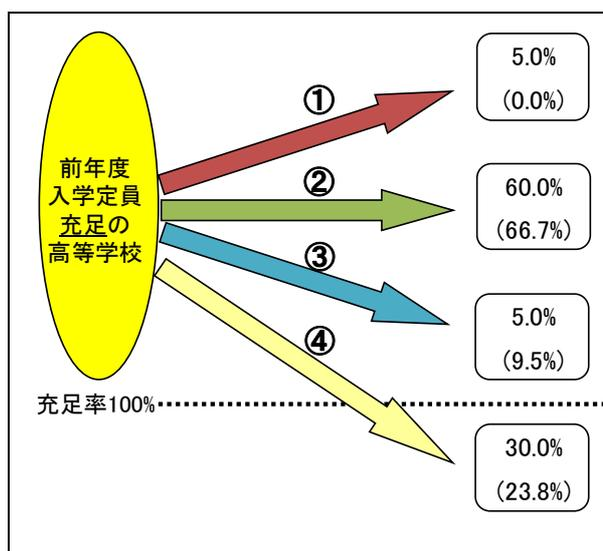 前年度
入学定員
充足の
高等学校
①
5.0%
(0.0%)
②
60.0%
(66.7%)
③
5.0%
(9.5%)
④
充足率100%
30.0%
(23.8%)